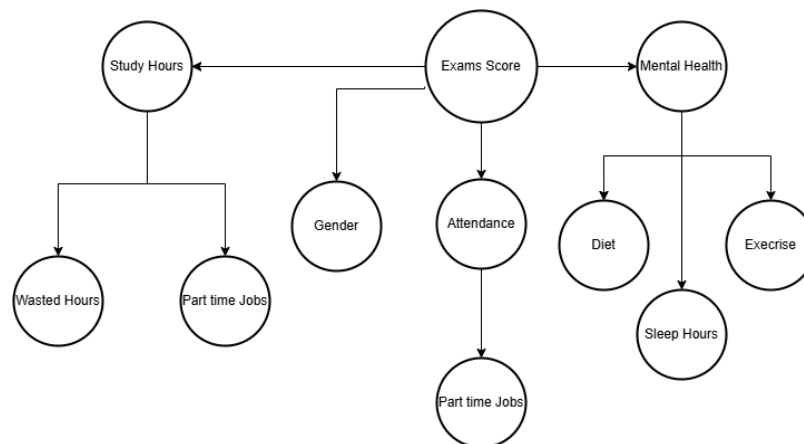 Study Hours
Exams Score
Mental Health
Gender
Attendance
Diet
Execrise
Wasted Hours
Part time Jobs
Sleep Hours
Part time Jobs